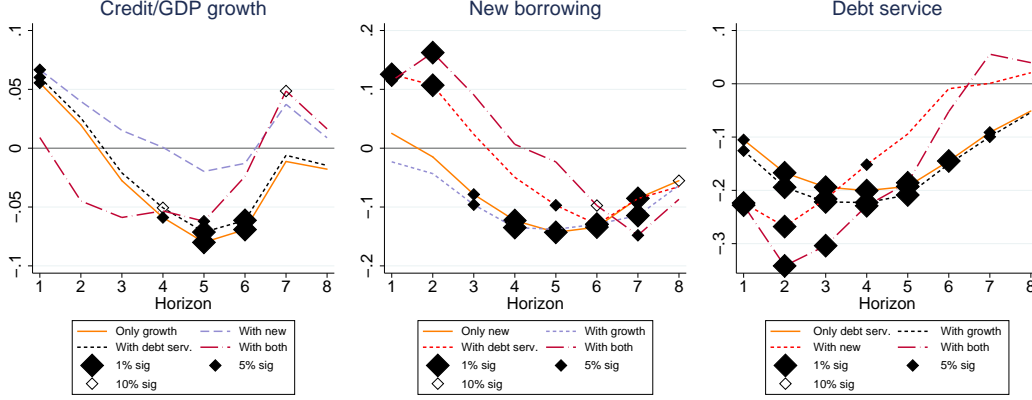 Credit/GDP growth
.1
.05
0
-.05
-.1
1 2 3 4 5 6 7 8
Horizon
Only growth
With new
With debt serv.
With both
1% sig
5% sig
10% sig
New borrowing
.2
.1
0
-.1
-.2
1 2 3 4 5 6 7 8
Horizon
Only new
With growth
With debt serv.
With both
1% sig
5% sig
10% sig
Debt service
.1
0
-.1
-.2
-.3
1 2 3 4 5 6 7 8
Horizon
Only debt serv.
With growth
With new
With both
1% sig
5% sig
10% sig